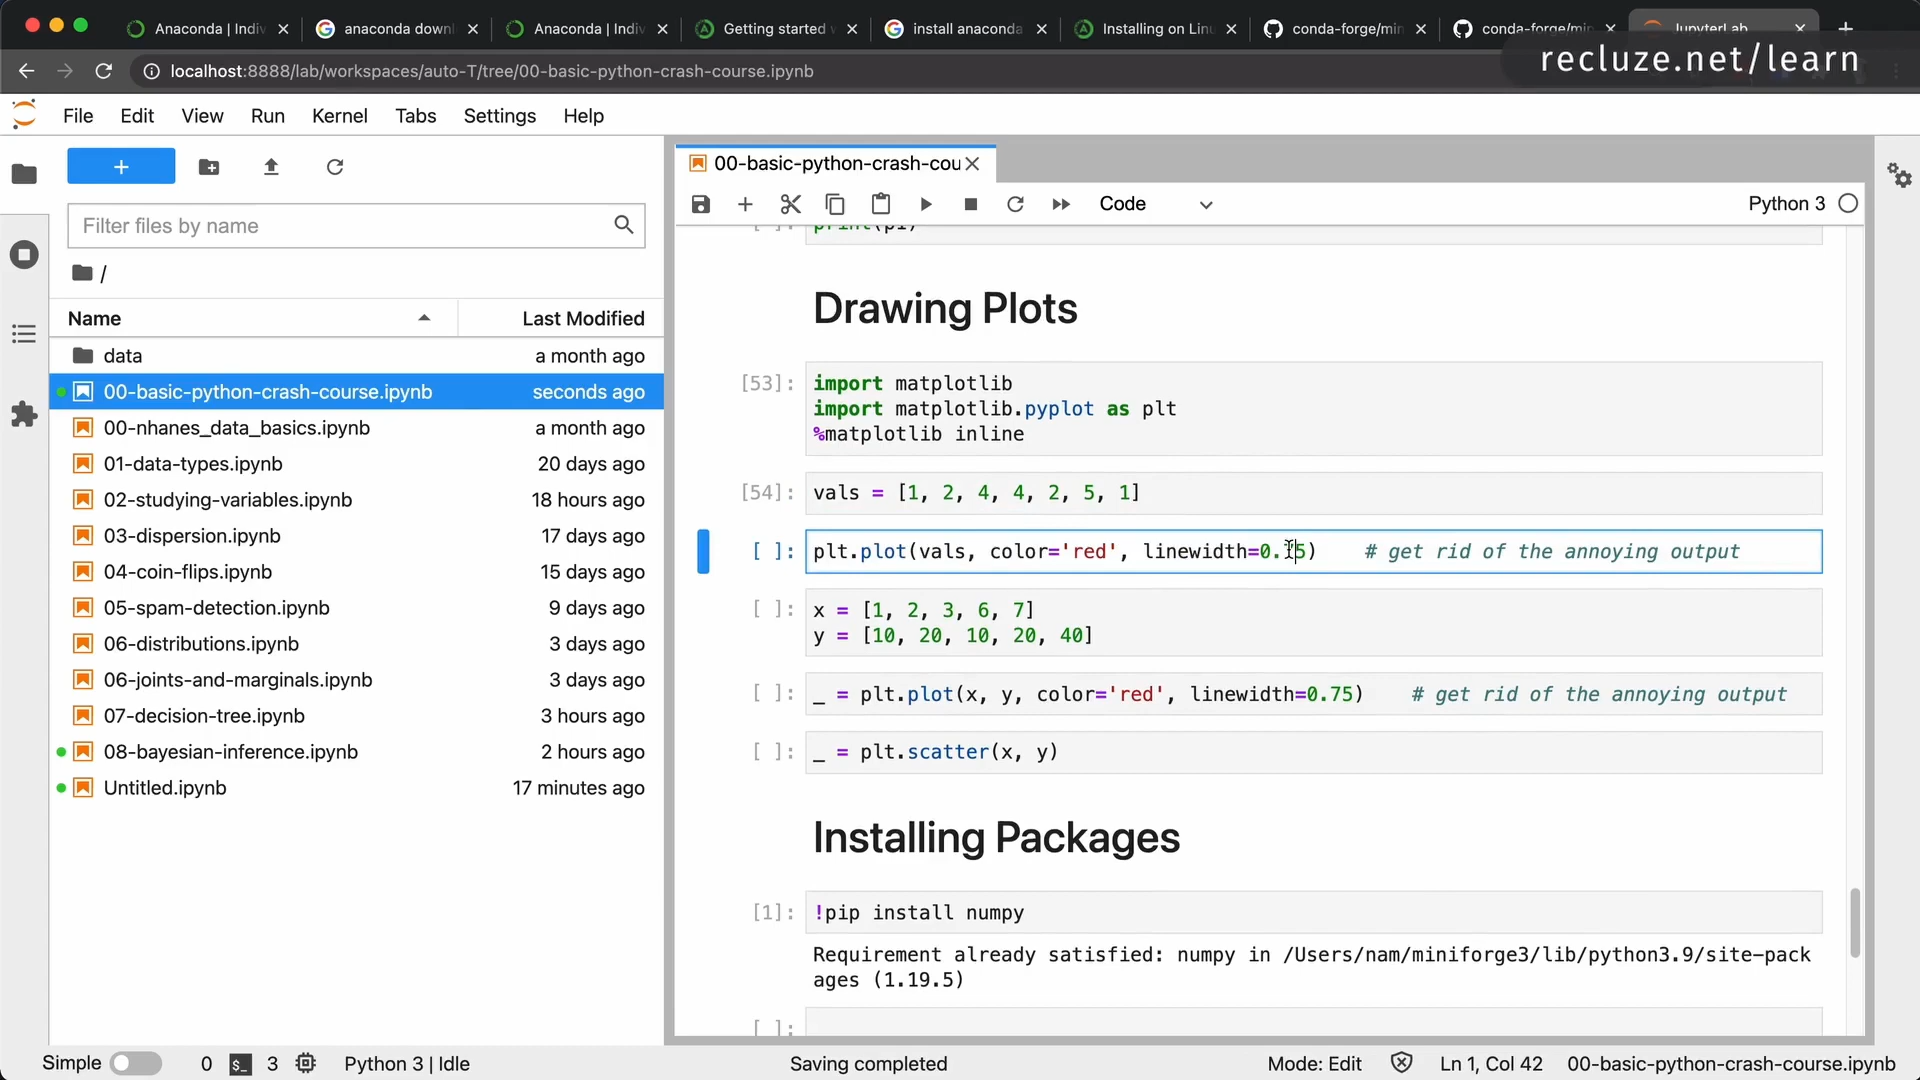 Anaconda | Indiv
anaconda downl
Anaconda | Indiv
Getting started w
install anaconda
Installing on Linu
conda-forge/min
conda-forge/min
JupyterLab
recluze.net/learn
localhost:8888/lab/workspaces/auto-T/tree/00-basic-python-crash-course.ipynb
File Edit View Run Kernel Tabs Settings Help
Filter files by name
/
Name Last Modified
data a month ago
00-basic-python-crash-course.ipynb seconds ago
00-nhanes_data_basics.ipynb a month ago
01-data-types.ipynb 20 days ago
02-studying-variables.ipynb 18 hours ago
03-dispersion.ipynb 17 days ago
04-coin-flips.ipynb 15 days ago
05-spam-detection.ipynb 9 days ago
06-distributions.ipynb 3 days ago
06-joints-and-marginals.ipynb 3 days ago
07-decision-tree.ipynb 3 hours ago
08-bayesian-inference.ipynb 2 hours ago
Untitled.ipynb 17 minutes ago
00-basic-python-crash-cou
Code
Python 3
[ ]: print(pi)
Drawing Plots
[53]: import matplotlib
import matplotlib.pyplot as plt
%matplotlib inline
[54]: vals = [1, 2, 4, 4, 2, 5, 1]
[ ]: plt.plot(vals, color='red', linewidth=0.75) # get rid of the annoying output
[ ]: x = [1, 2, 3, 6, 7]
y = [10, 20, 10, 20, 40]
[ ]: _ = plt.plot(x, y, color='red', linewidth=0.75) # get rid of the annoying output
[ ]: _ = plt.scatter(x, y)
Installing Packages
[1]: !pip install numpy
Requirement already satisfied: numpy in /Users/nam/miniforge3/lib/python3.9/site-pack
ages (1.19.5)
[ ]:
Simple 0 $_ 3 Python 3 | Idle Saving completed Mode: Edit Ln 1, Col 42 00-basic-python-crash-course.ipynb